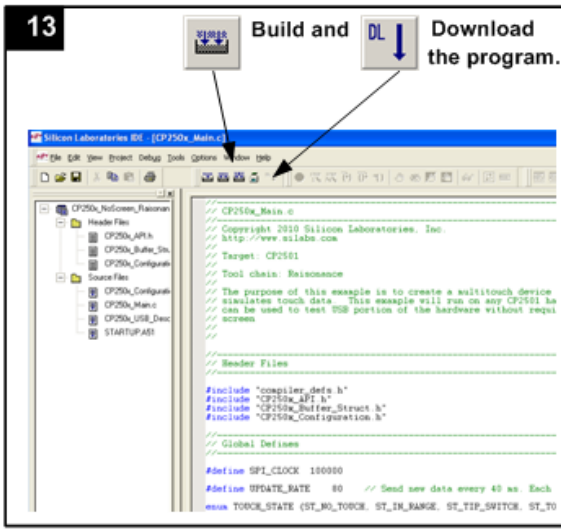 13
Build and
DL
Download
the program.
Silicon Laboratories IDE - [CP250x_Main.c]
File Edit View Project Debug Tools Options Window Help
CP250x_NoScreen_Raisonan
Header Files
CP250x_API.h
CP250x_Buffer_Stru
CP250x_Configurati
Source Files
CP250x_Configurati
CP250x_Main.c
CP250x_USB_Desc
STARTUP.A51
//
// CP250x_Main.c
//
// Copyright 2010 Silicon Laboratories, Inc.
// http://www.silabs.com
//
// Target: CP2501
//
// Tool chain: Raisonance
//
// The purpose of this example is to create a multitouch device
// simulates touch data This example will run on any CP2501 ha
// can be used to test USB portion of the hardware without requi
// screen
//
//
//
// Header Files
//
#include "compiler_defs.h"
#include "CP250x_API.h"
#include "CP250x_Buffer_Struct.h"
#include "CP250x_Configuration.h"
//
// Global Defines
//
#define SPI_CLOCK 100000
#define UPDATE_RATE 80 // Send new data every 40 ms. Each
enum TOUCH_STATE {ST_NO_TOUCH, ST_IN_RANGE, ST_TIP_SWITCH, ST_TO